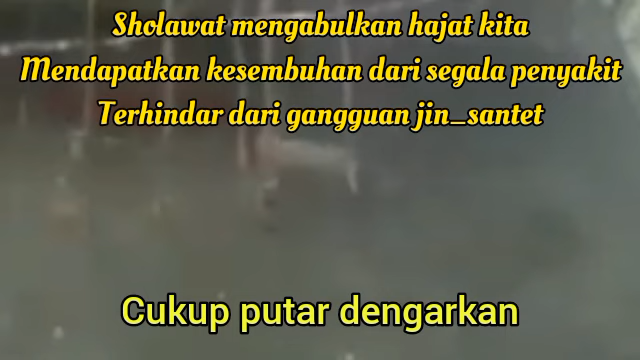 Sholawat mengabulkan hajat kita
Mendapatkan kesembuhan dari segala penyakit
Terhindar dari gangguan jin_santet
Cukup putar dengarkan